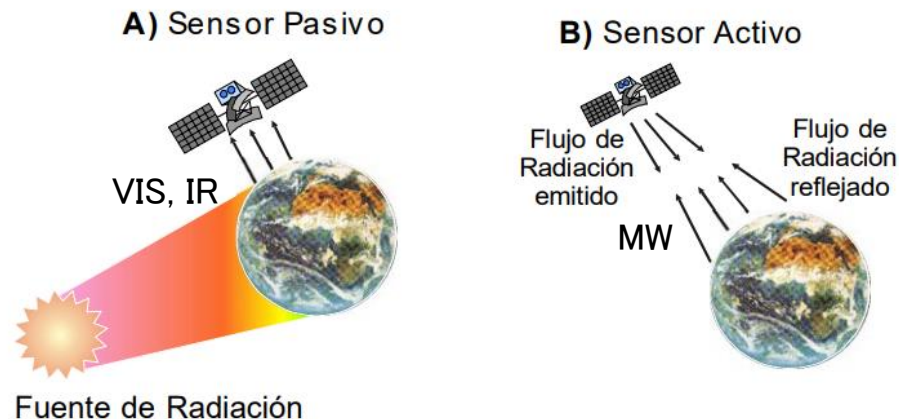 A) Sensor Pasivo
VIS, IR
Fuente de Radiación
B) Sensor Activo
Flujo de
Radiación
emitido
Flujo de
Radiación
reflejado
MW